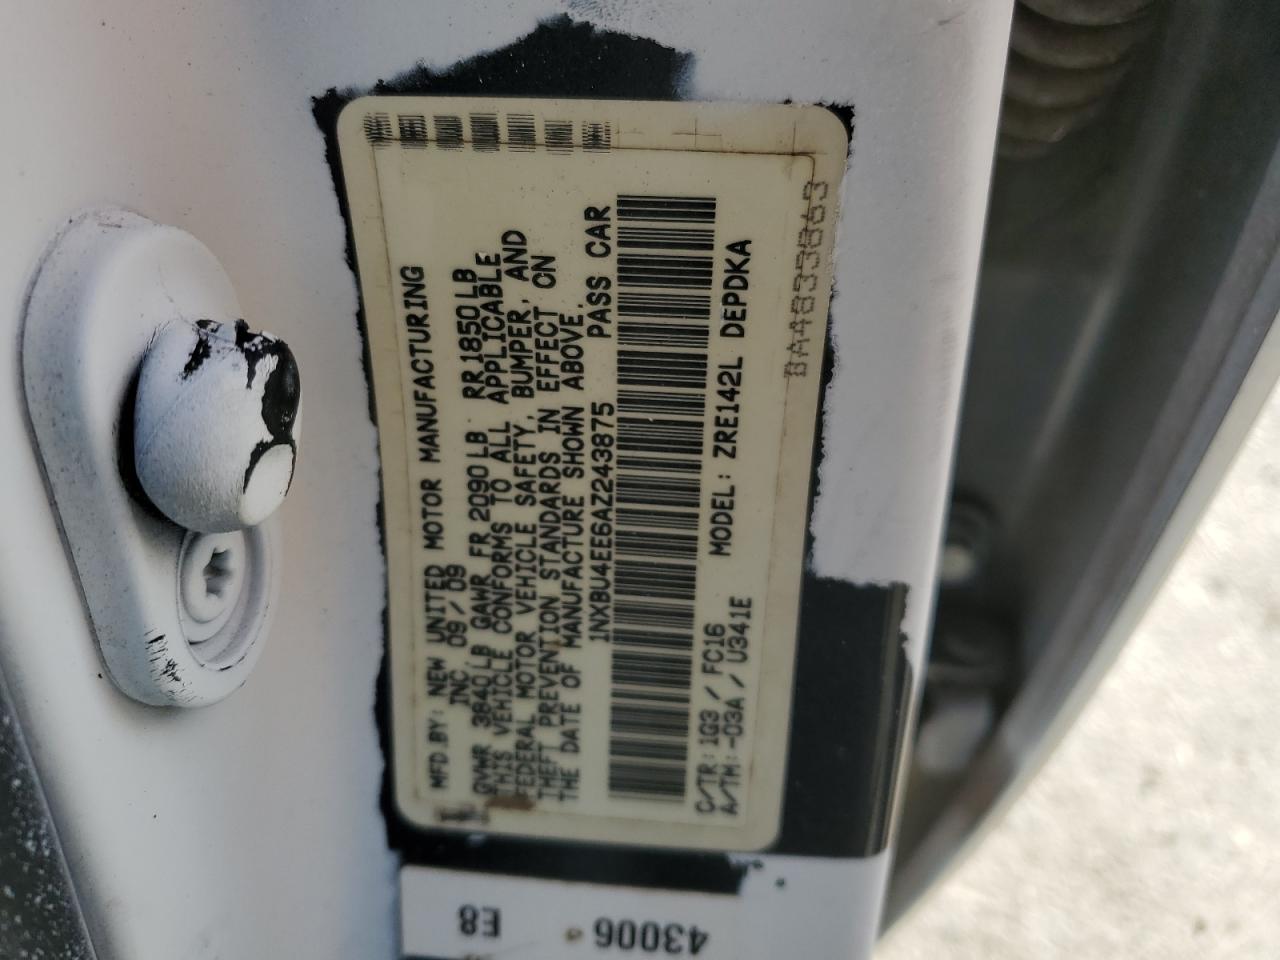 MFD.BY: NEW UNITED MOTOR MANUFACTURING
INC 09/09
GVWR 3840LB GAWR FR 2090LB RR 1850LB
THIS VEHICLE CONFORMS TO ALL APPLICABLE
FEDERAL MOTOR VEHICLE SAFETY, BUMPER, AND
THEFT PREVENTION STANDARDS IN EFFECT ON
THE DATE OF MANUFACTURE SHOWN ABOVE.
1NXBU4EE6AZ243875 PASS CAR
C/TR: 1G3 / FC16 MODEL: ZRE142L DEPDKA
A/TM: -03A / U341E
43006
E8